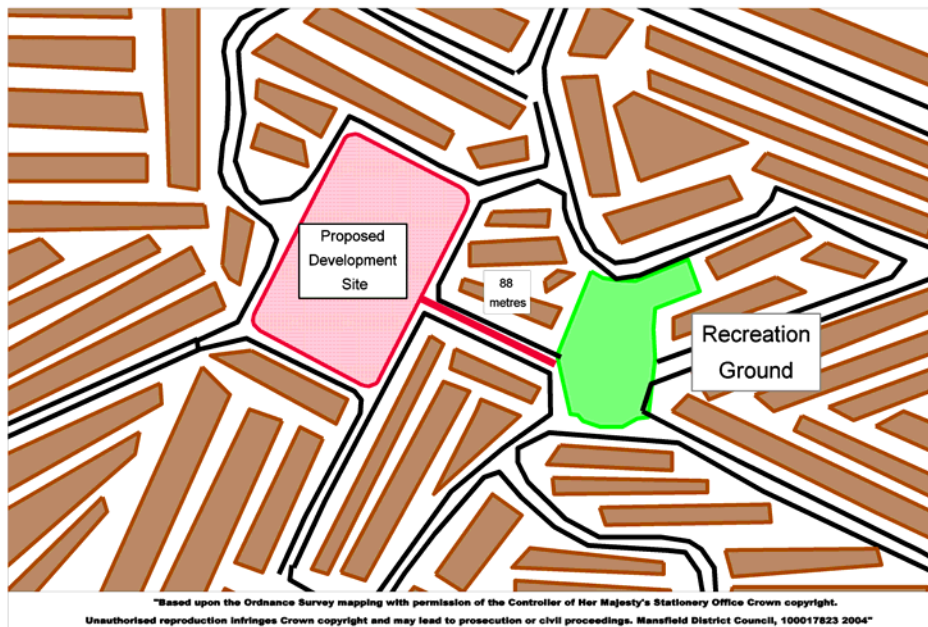 Proposed
Development
Site
88
metres
Recreation
Ground
"Based upon the Ordnance Survey mapping with permission of the Controller of Her Majesty's Stationery Office Crown copyright.
Unauthorised reproduction infringes Crown copyright and may lead to prosecution or civil proceedings. Mansfield District Council, 100017823 2004"